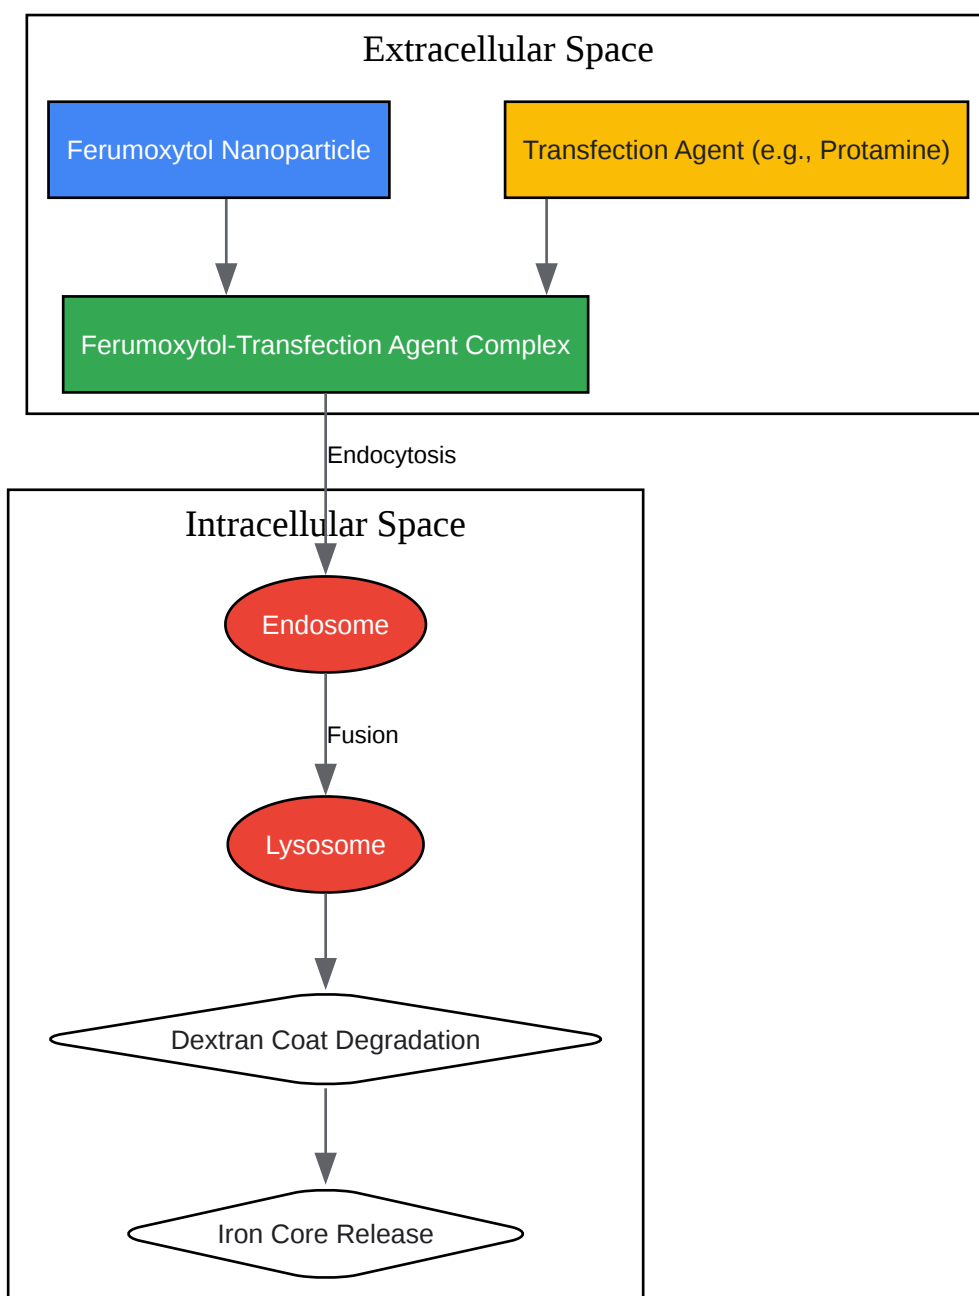 Extracellular Space
Ferumoxytol Nanoparticle
Transfection Agent (e.g., Protamine)
Ferumoxytol-Transfection Agent Complex
Endocytosis
Intracellular Space
Endosome
Fusion
Lysosome
Dextran Coat Degradation
Iron Core Release